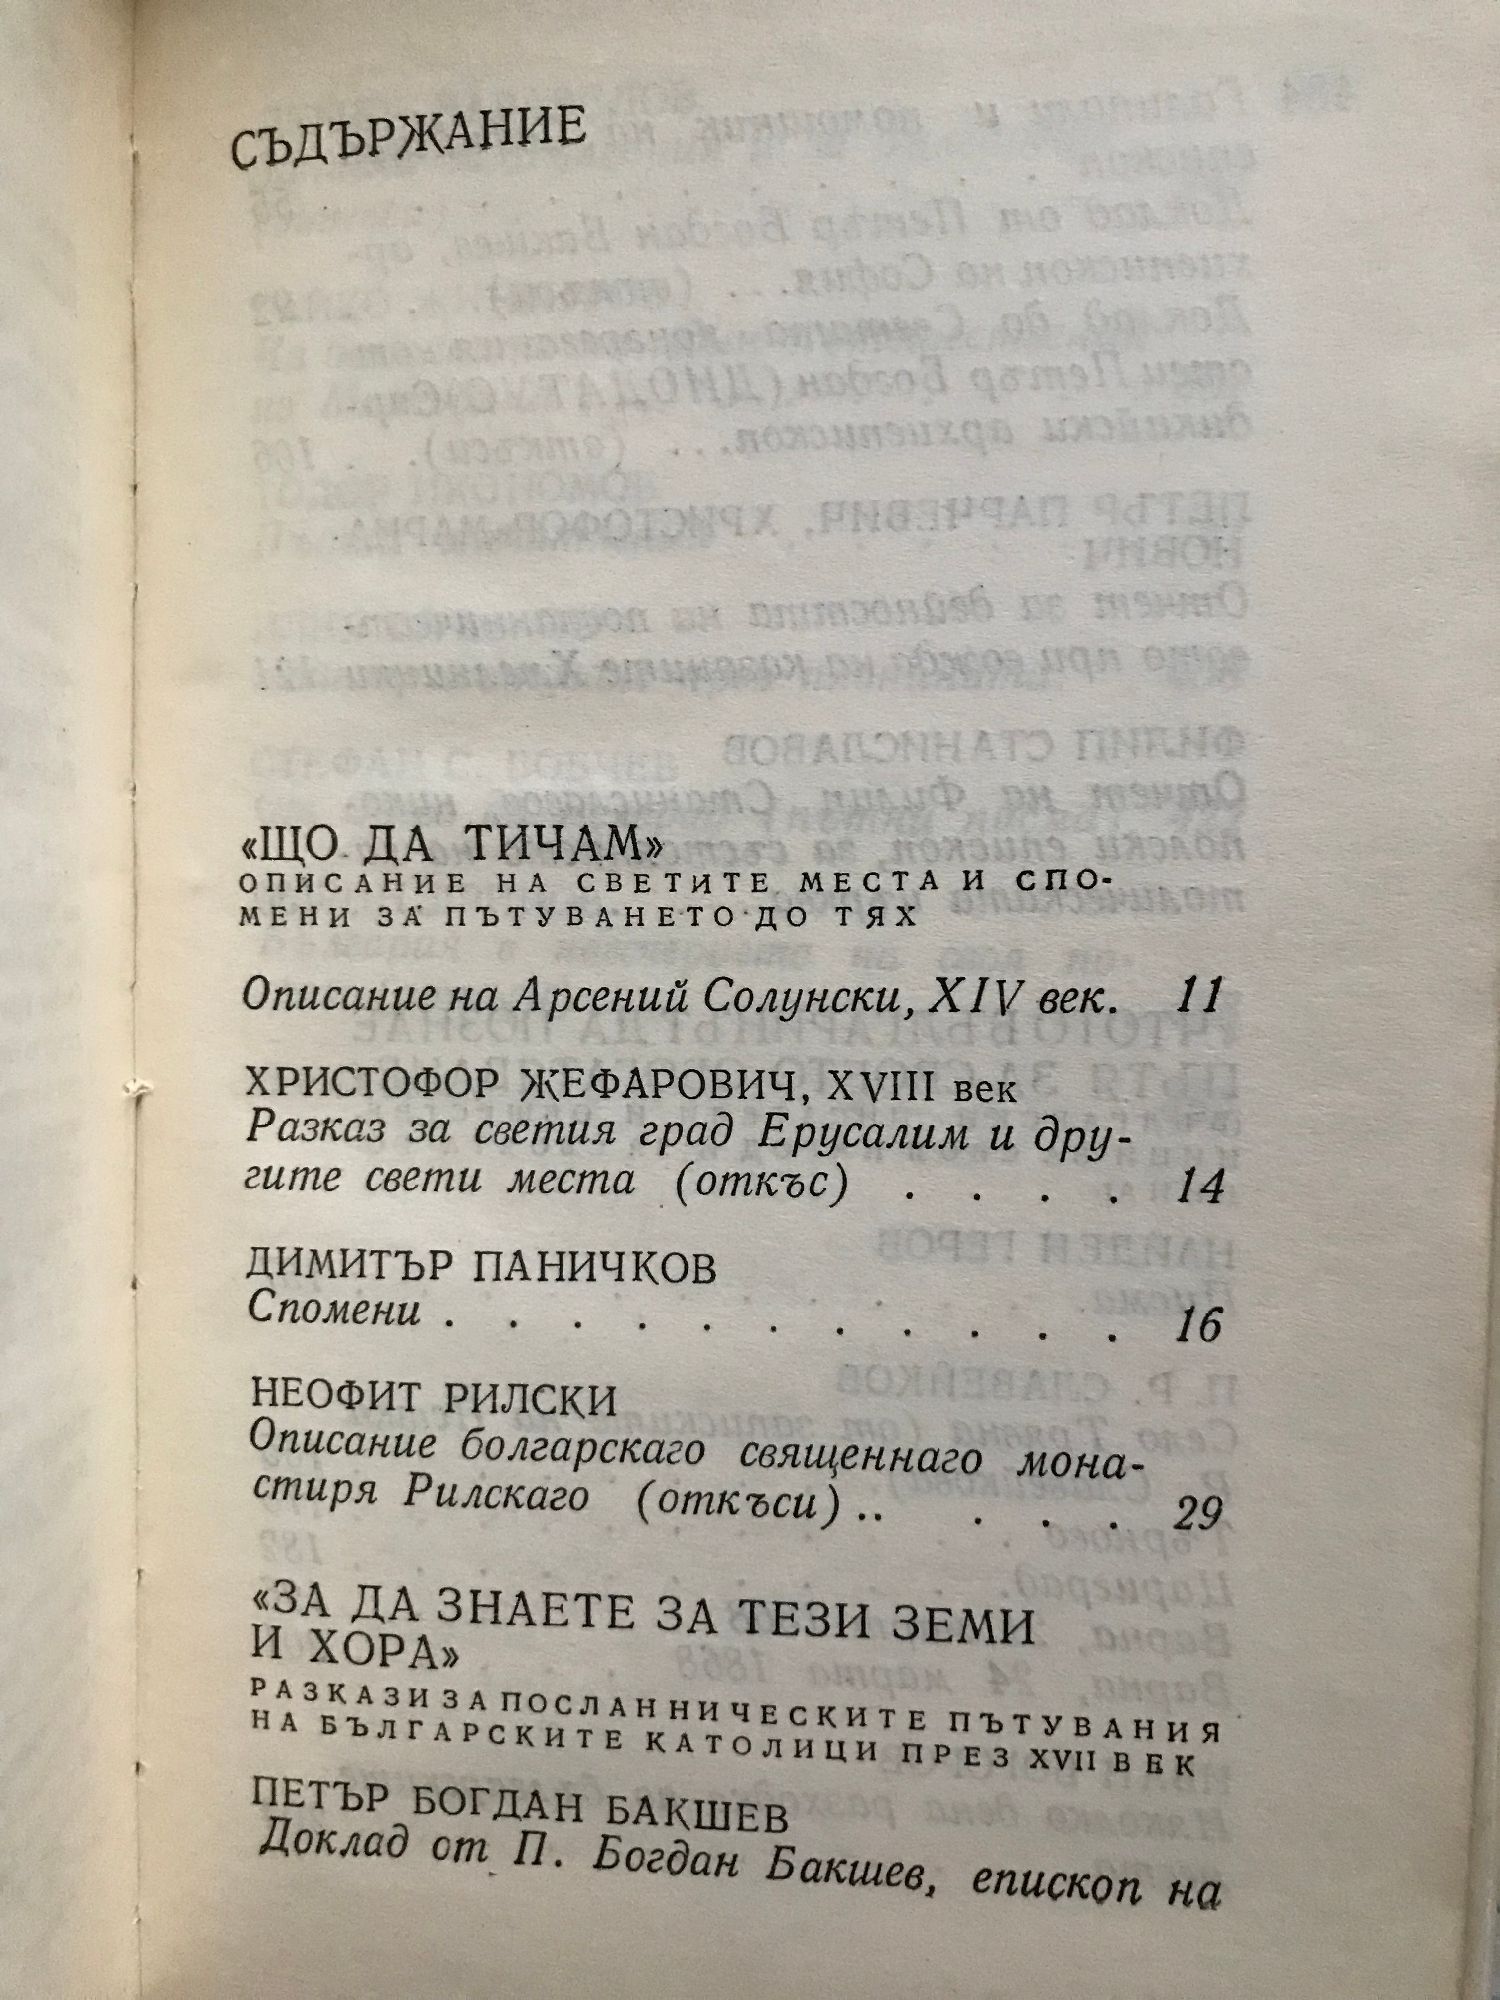 СЪДЪРЖАНИЕ
«ЩО ДА ТИЧАМ»
ОПИСАНИЕ НА СВЕТИТЕ МЕСТА И СПО-
МЕНИ ЗА ПЪТУВАНЕТО ДО ТЯХ
Описание на Арсений Солунски, XIV век. 11
ХРИСТОФОР ЖЕФАРОВИЧ, XVIII век
Разказ за светия град Ерусалим и дру-
гите свети места (откъс) . . . . 14
ДИМИТЪР ПАНИЧКОВ
Спомени . . . . . . . . . . . 16
НЕОФИТ РИЛСКИ
Описание болгарскаго священнаго мона-
стиря Рилскаго (откъси) .. . . . 29
«ЗА ДА ЗНАЕТЕ ЗА ТЕЗИ ЗЕМИ
И ХОРА»
РАЗКАЗИ ЗА ПОСЛАННИЧЕСКИТЕ ПЪТУВАНИЯ
НА БЪЛГАРСКИТЕ КАТОЛИЦИ ПРЕЗ XVII ВЕК
ПЕТЪР БОГДАН БАКШЕВ
Доклад от П. Богдан Бакшев, епископ на